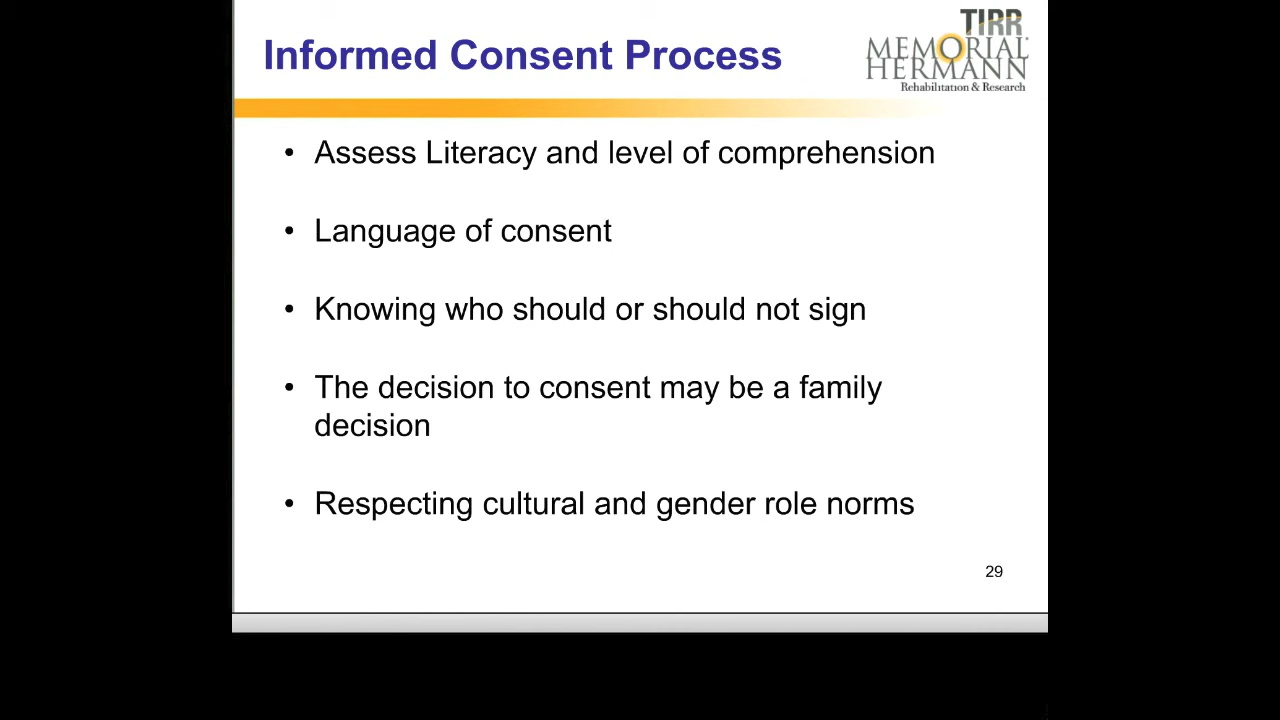 TIRR
MEMORIAL
HERMANN
Rehabilitation & Research
Informed Consent Process
• Assess Literacy and level of comprehension
• Language of consent
• Knowing who should or should not sign
• The decision to consent may be a family
decision
• Respecting cultural and gender role norms
29